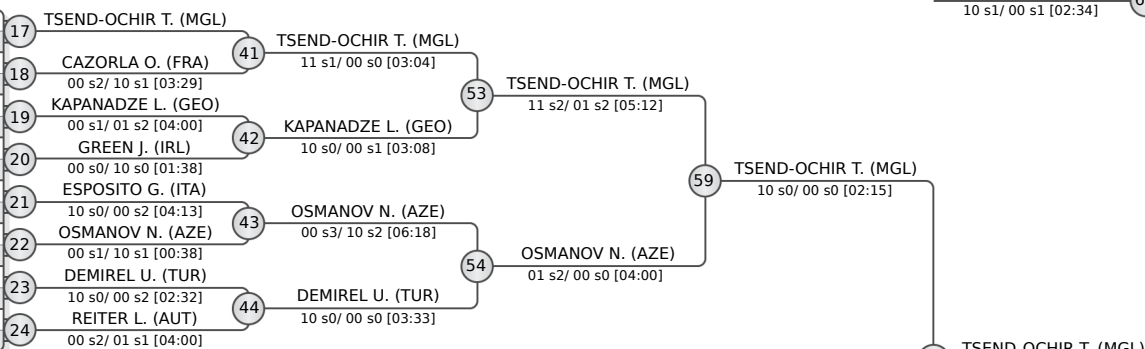 17
TSEND-OCHIR T. (MGL)
18
CAZORLA O. (FRA)
00 s2/ 10 s1 [03:29]
19
KAPANADZE L. (GEO)
00 s1/ 01 s2 [04:00]
20
GREEN J. (IRL)
00 s0/ 10 s0 [01:38]
21
ESPOSITO G. (ITA)
10 s0/ 00 s2 [04:13]
22
OSMANOV N. (AZE)
00 s1/ 10 s1 [00:38]
23
DEMIREL U. (TUR)
10 s0/ 00 s2 [02:32]
24
REITER L. (AUT)
00 s2/ 01 s1 [04:00]
41
TSEND-OCHIR T. (MGL)
11 s1/ 00 s0 [03:04]
42
KAPANADZE L. (GEO)
10 s0/ 00 s1 [03:08]
43
OSMANOV N. (AZE)
00 s3/ 10 s2 [06:18]
44
DEMIREL U. (TUR)
10 s0/ 00 s0 [03:33]
53
TSEND-OCHIR T. (MGL)
11 s2/ 01 s2 [05:12]
54
OSMANOV N. (AZE)
01 s2/ 00 s0 [04:00]
59
TSEND-OCHIR T. (MGL)
10 s0/ 00 s0 [02:15]
10 s1/ 00 s1 [02:34]
TSEND-OCHIR T. (MGL)